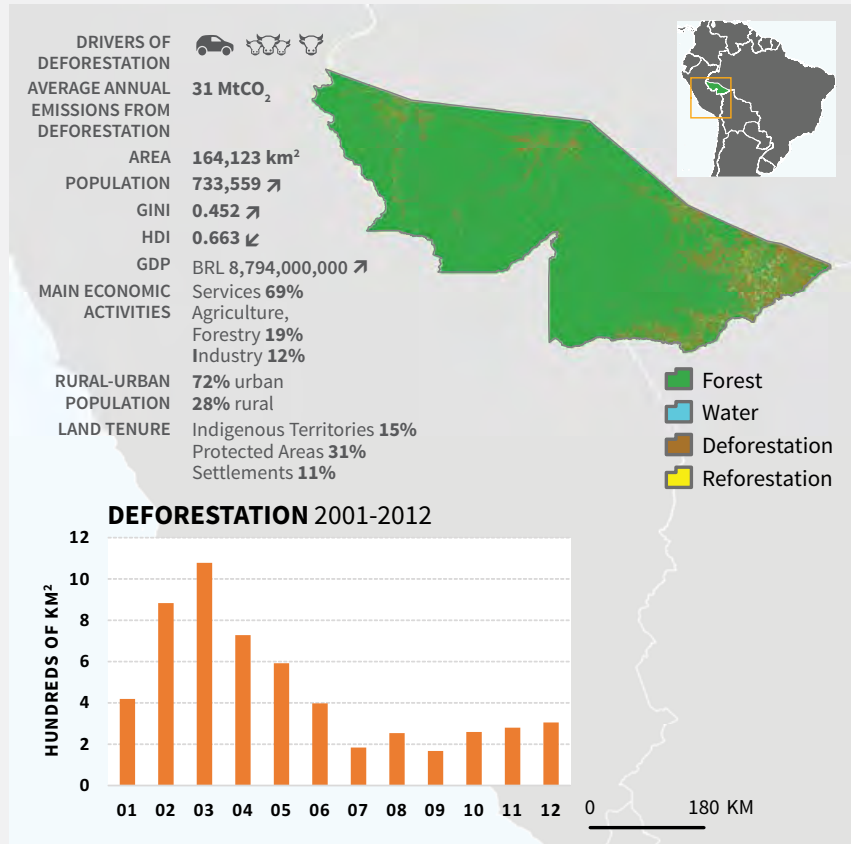 DRIVERS OF
DEFORESTATION
AVERAGE ANNUAL 31 MtCO₂
EMISSIONS FROM
DEFORESTATION
AREA 164,123 km²
POPULATION 733,559 ↗
GINI 0.452 ↗
HDI 0.663 ↙
GDP BRL 8,794,000,000 ↗
MAIN ECONOMIC Services 69%
ACTIVITIES Agriculture,
Forestry 19%
Industry 12%
RURAL-URBAN 72% urban
POPULATION 28% rural
LAND TENURE Indigenous Territories 15%
Protected Areas 31%
Settlements 11%
Forest
Water
Deforestation
Reforestation
DEFORESTATION 2001-2012
HUNDREDS OF KM²
12
10
8
6
4
2
0
01 02 03 04 05 06 07 08 09 10 11 12
0 180 KM